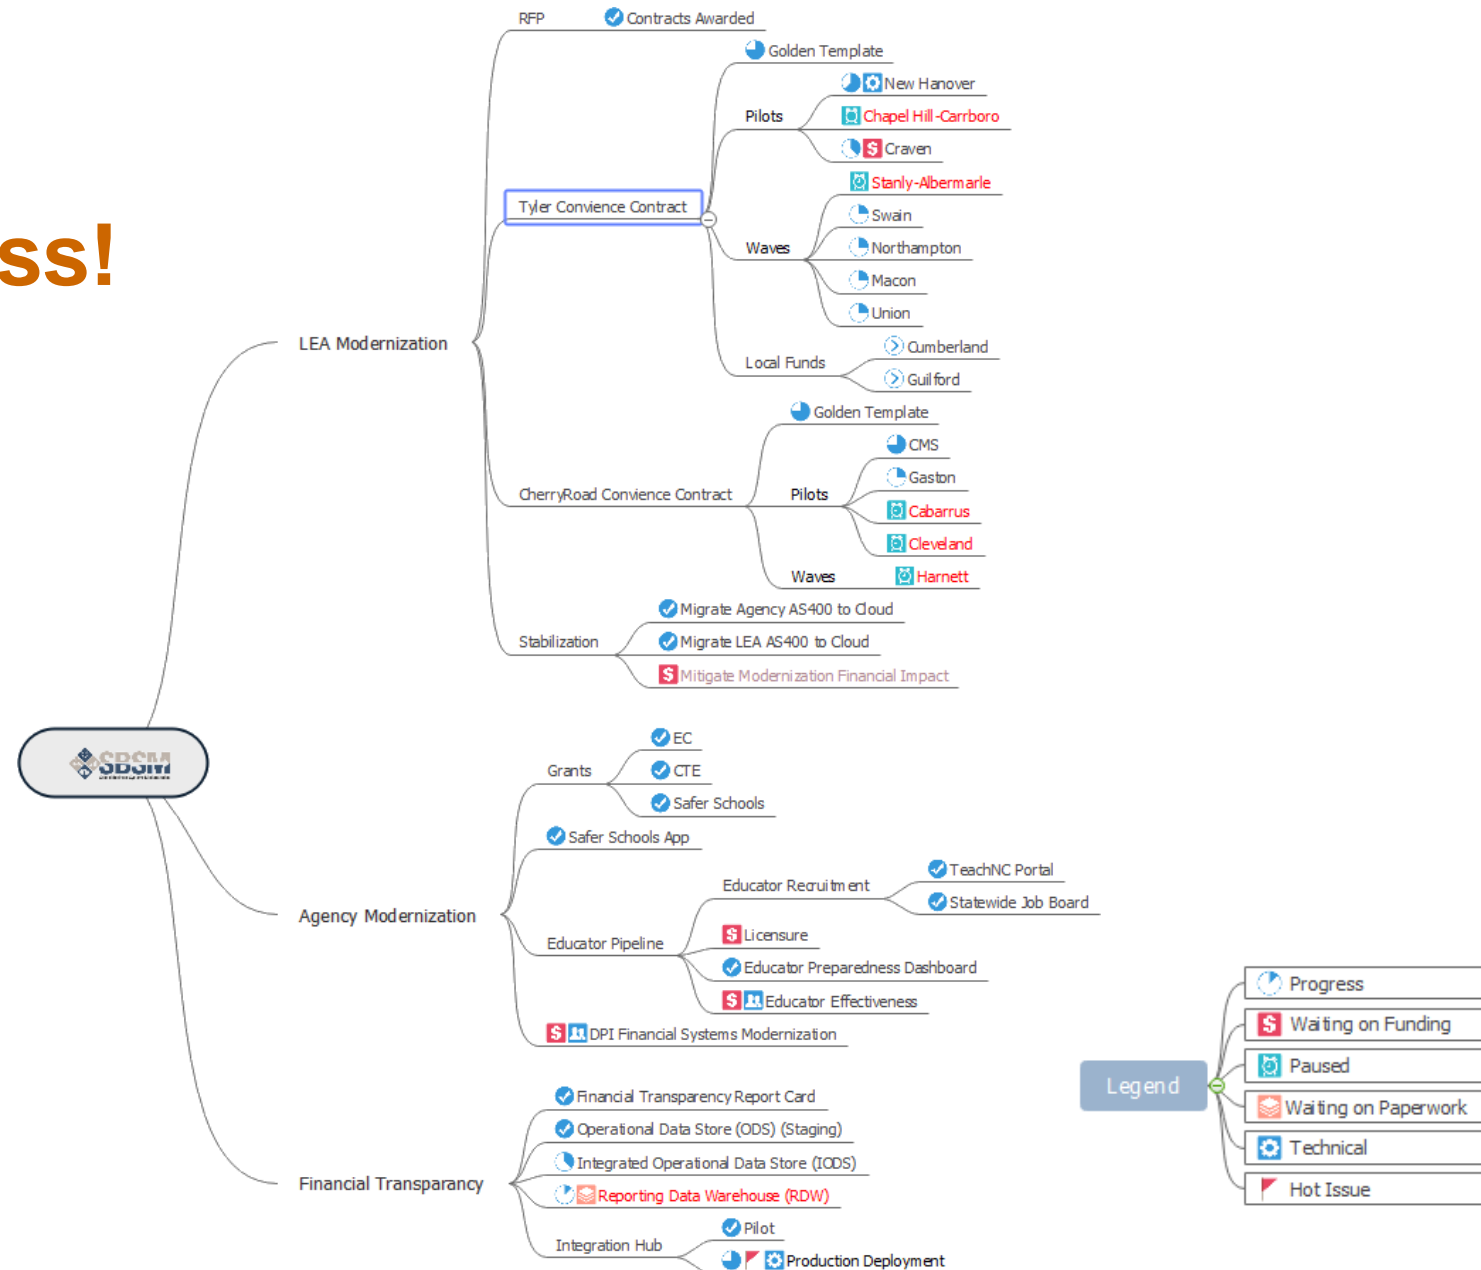 ss!
RFP
Contracts Awarded
Golden Template
New Hanover
Pilots
Chapel Hill-Carrboro
Craven
Stanly-Albermarle
Tyler Convience Contract
Swain
Waves
Northampton
Macon
Union
LEA Modernization
Cumberland
Local Funds
Guilford
Golden Template
CMS
Gaston
CherryRoad Convience Contract
Pilots
Cabarrus
Cleveland
Waves
Harnett
Migrate Agency AS400 to Cloud
Stabilization
Migrate LEA AS400 to Cloud
Mitigate Modernization Financial Impact
SBSM
EC
Grants
CTE
Safer Schools
Safer Schools App
TeachNC Portal
Educator Recruitment
Statewide Job Board
Agency Modernization
Licensure
Educator Pipeline
Educator Preparedness Dashboard
Educator Effectiveness
DPI Financial Systems Modernization
Financial Transparency Report Card
Operational Data Store (ODS) (Staging)
Integrated Operational Data Store (IODS)
Financial Transparancy
Reporting Data Warehouse (RDW)
Pilot
Integration Hub
Production Deployment
Legend
Progress
Waiting on Funding
Paused
Waiting on Paperwork
Technical
Hot Issue